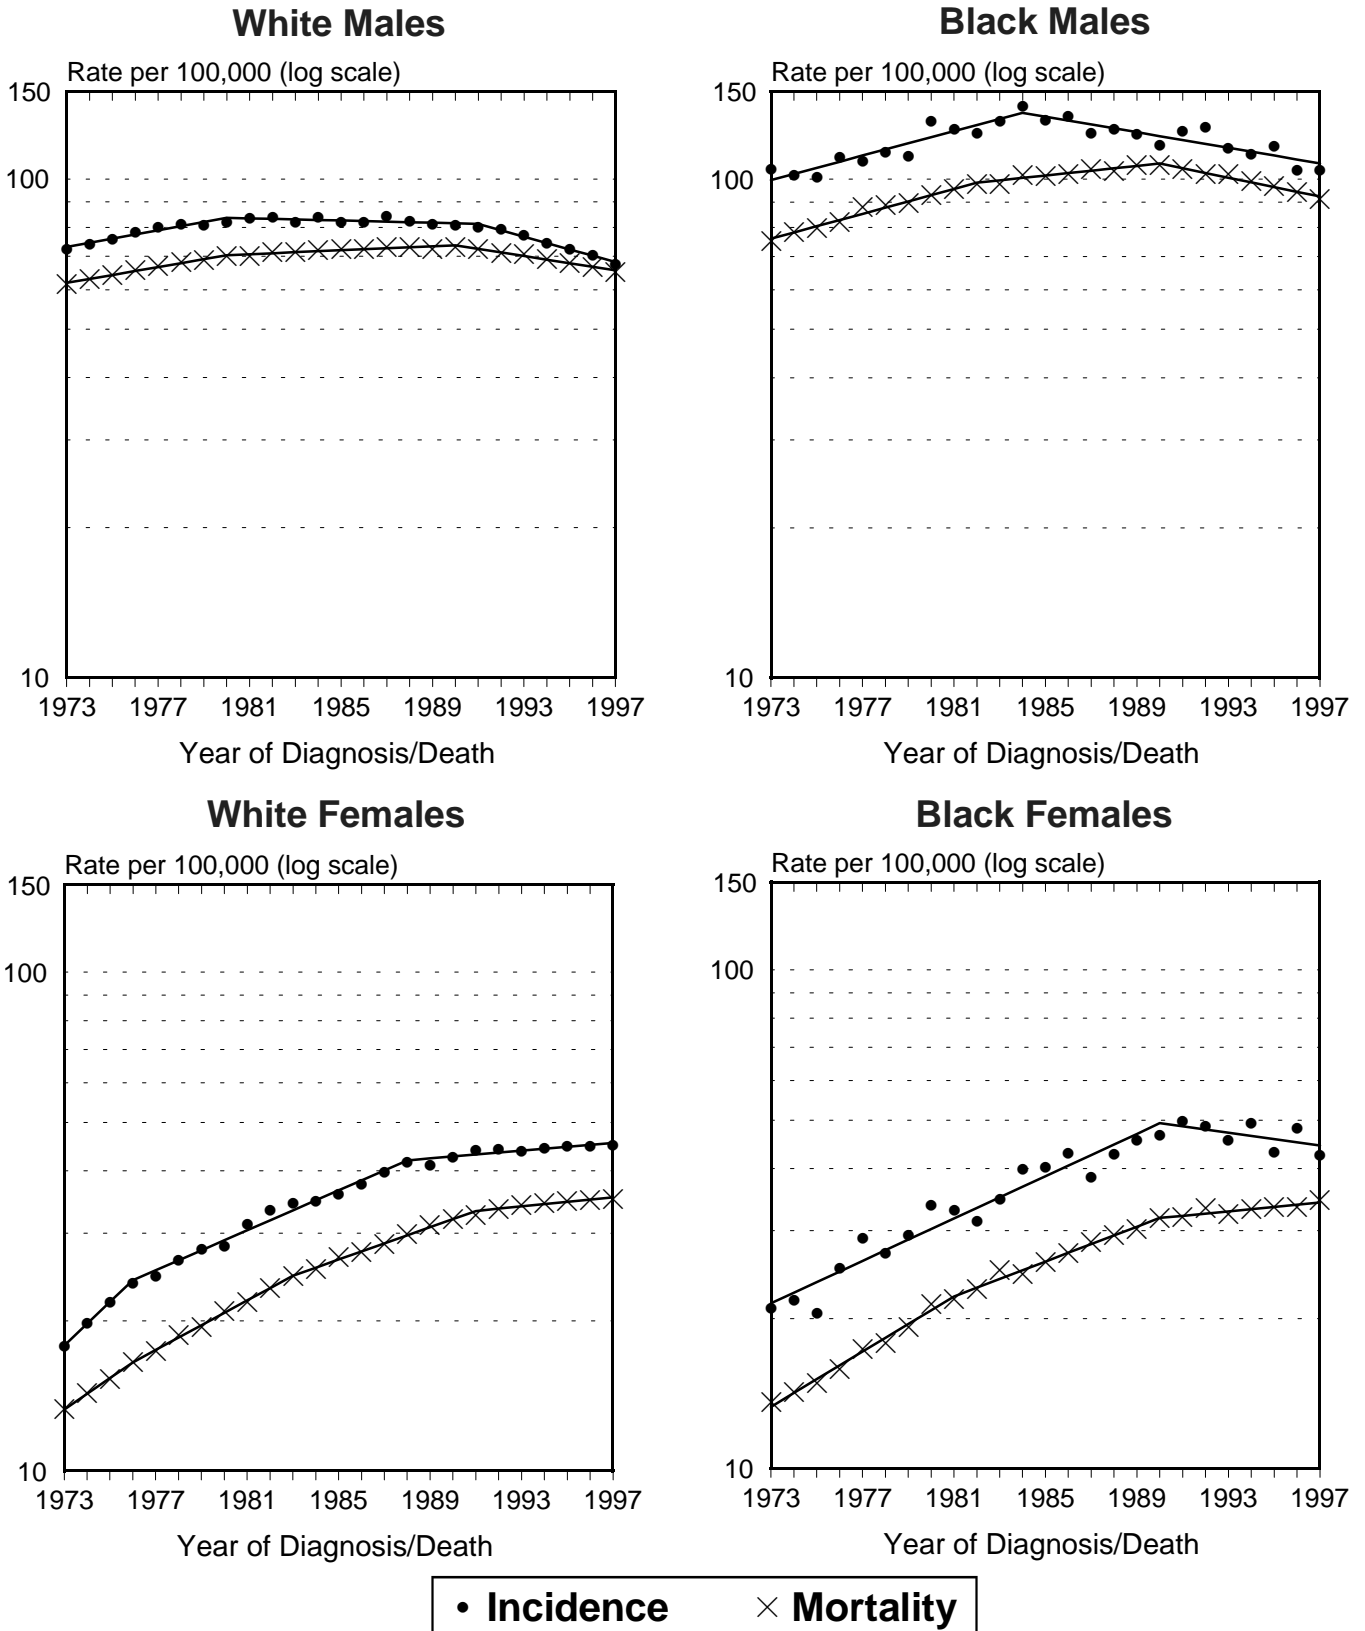 White Males
Rate per 100,000 (log scale)
150
100
10
1973 1977 1981 1985 1989 1993 1997
Year of Diagnosis/Death
Black Males
Rate per 100,000 (log scale)
150
100
10
1973 1977 1981 1985 1989 1993 1997
Year of Diagnosis/Death
White Females
Rate per 100,000 (log scale)
150
100
10
1973 1977 1981 1985 1989 1993 1997
Year of Diagnosis/Death
Black Females
Rate per 100,000 (log scale)
150
100
10
1973 1977 1981 1985 1989 1993 1997
Year of Diagnosis/Death
Incidence Mortality